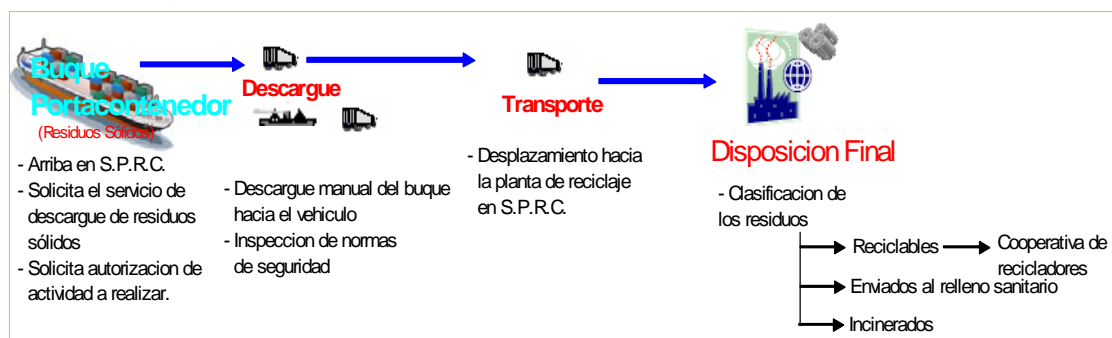 Buque
Portacontenedor
(Residuos Sólidos)
- Arriba en S.P.R.C.
- Solicita el servicio de
descargue de residuos
sólidos
- Solicita autorizacion de
actividad a realizar.
Descargue
- Descargue manual del buque
hacia el vehiculo
- Inspeccion de normas
de seguridad
Transporte
- Desplazamiento hacia
la planta de reciclaje
en S.P.R.C.
Disposicion Final
- Clasificacion de
los residuos
Reciclables
Cooperativa de
recicladores
Enviados al relleno sanitario
Incinerados